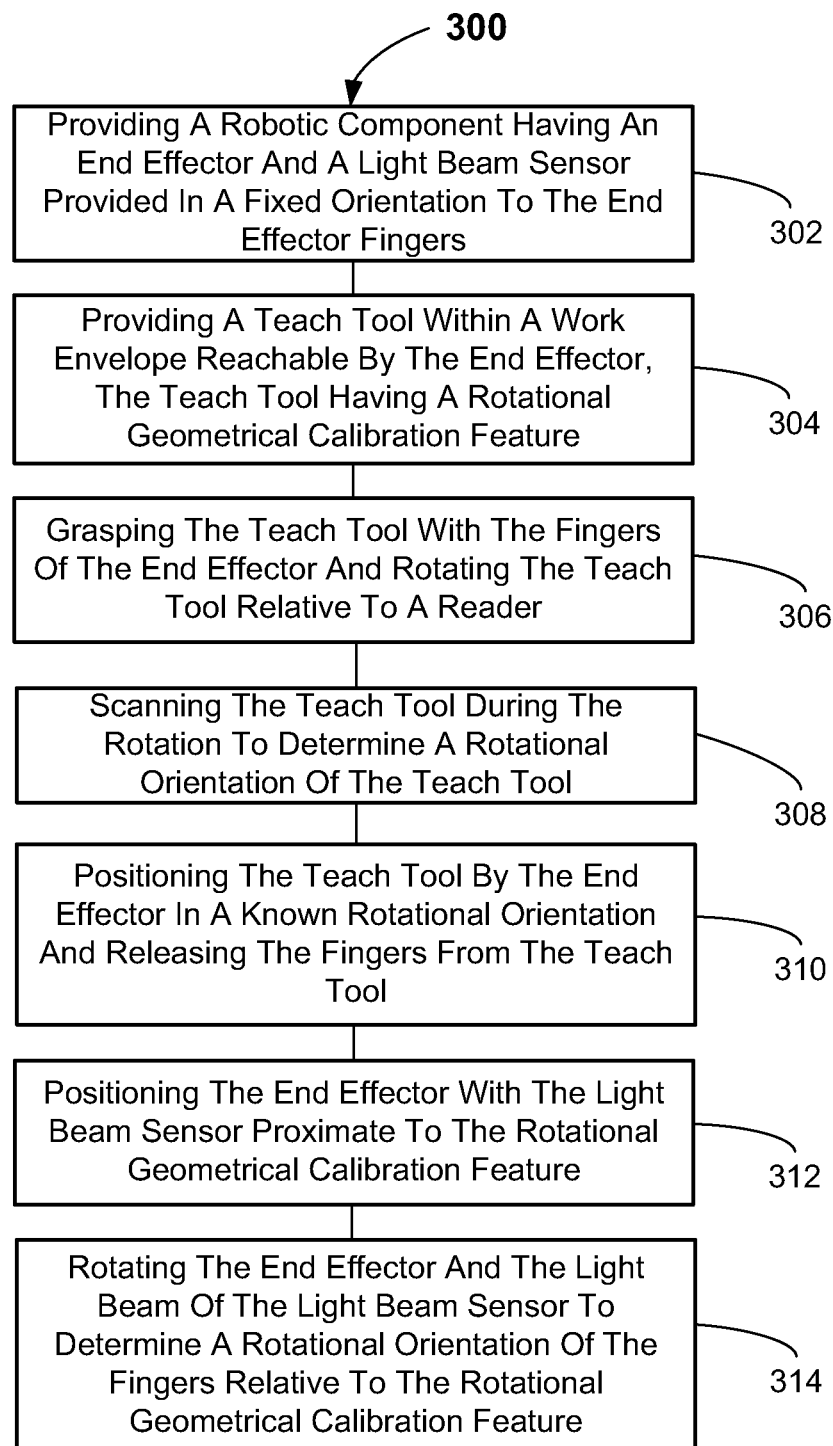 300
Providing A Robotic Component Having An
End Effector And A Light Beam Sensor
Provided In A Fixed Orientation To The End
Effector Fingers
302
Providing A Teach Tool Within A Work
Envelope Reachable By The End Effector,
The Teach Tool Having A Rotational
Geometrical Calibration Feature
304
Grasping The Teach Tool With The Fingers
Of The End Effector And Rotating The Teach
Tool Relative To A Reader
306
Scanning The Teach Tool During The
Rotation To Determine A Rotational
Orientation Of The Teach Tool
308
Positioning The Teach Tool By The End
Effector In A Known Rotational Orientation
And Releasing The Fingers From The Teach
Tool
310
Positioning The End Effector With The Light
Beam Sensor Proximate To The Rotational
Geometrical Calibration Feature
312
Rotating The End Effector And The Light
Beam Of The Light Beam Sensor To
Determine A Rotational Orientation Of The
Fingers Relative To The Rotational
Geometrical Calibration Feature
314